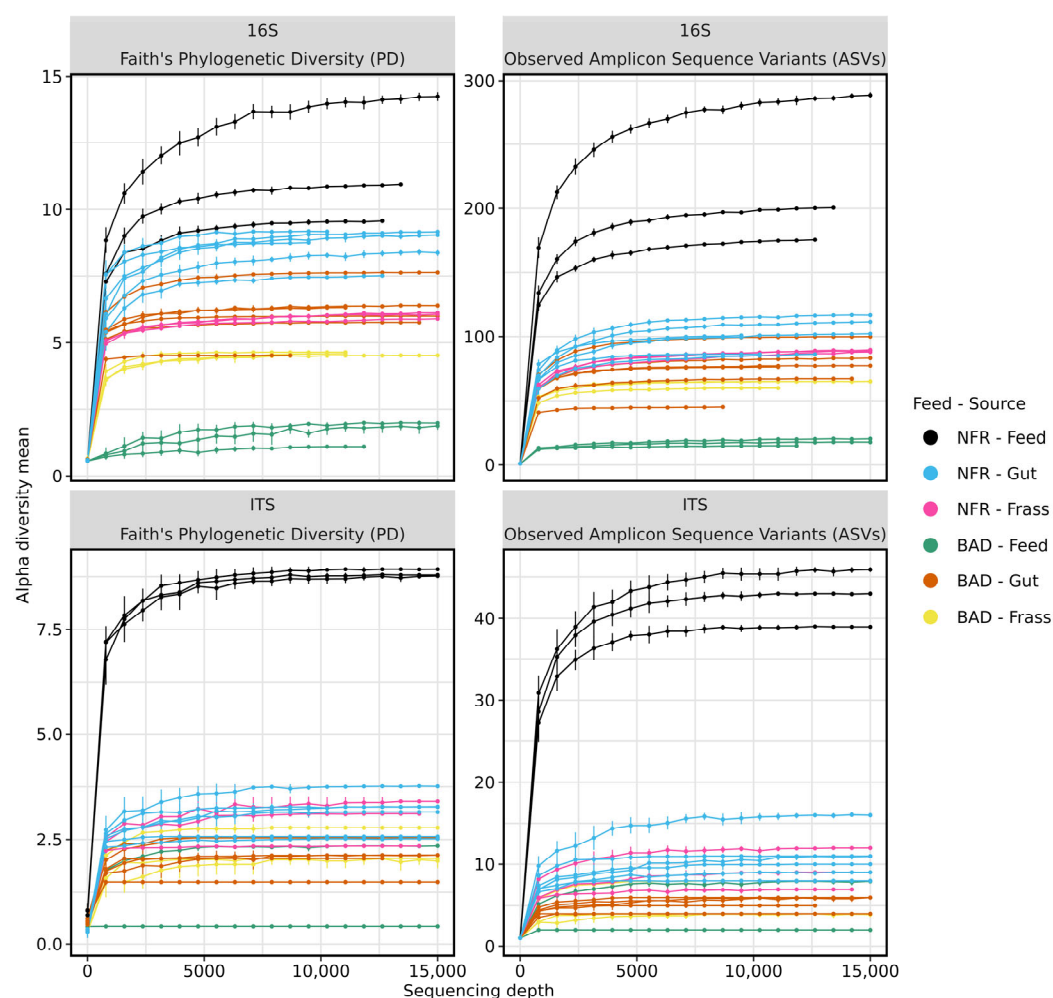 16S
Faith's Phylogenetic Diversity (PD)
16S
Observed Amplicon Sequence Variants (ASVs)
15
10
5
0
300
200
100
0
ITS
Faith's Phylogenetic Diversity (PD)
ITS
Observed Amplicon Sequence Variants (ASVs)
7.5
5.0
2.5
0.0
40
30
20
10
0
0
5000
10,000
15,000
0
5000
10,000
15,000
Alpha diversity mean
Sequencing depth
Feed - Source
NFR - Feed
NFR - Gut
NFR - Frass
BAD - Feed
BAD - Gut
BAD - Frass